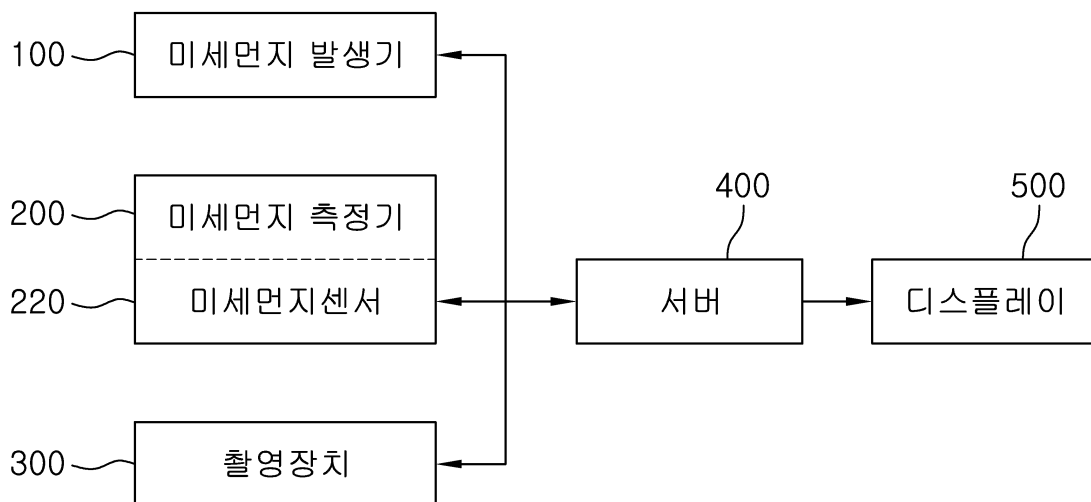 100 미세먼지 발생기
400
500
200 미세먼지 측정기
220 미세먼지센서
서버
디스플레이
300 촬영장치